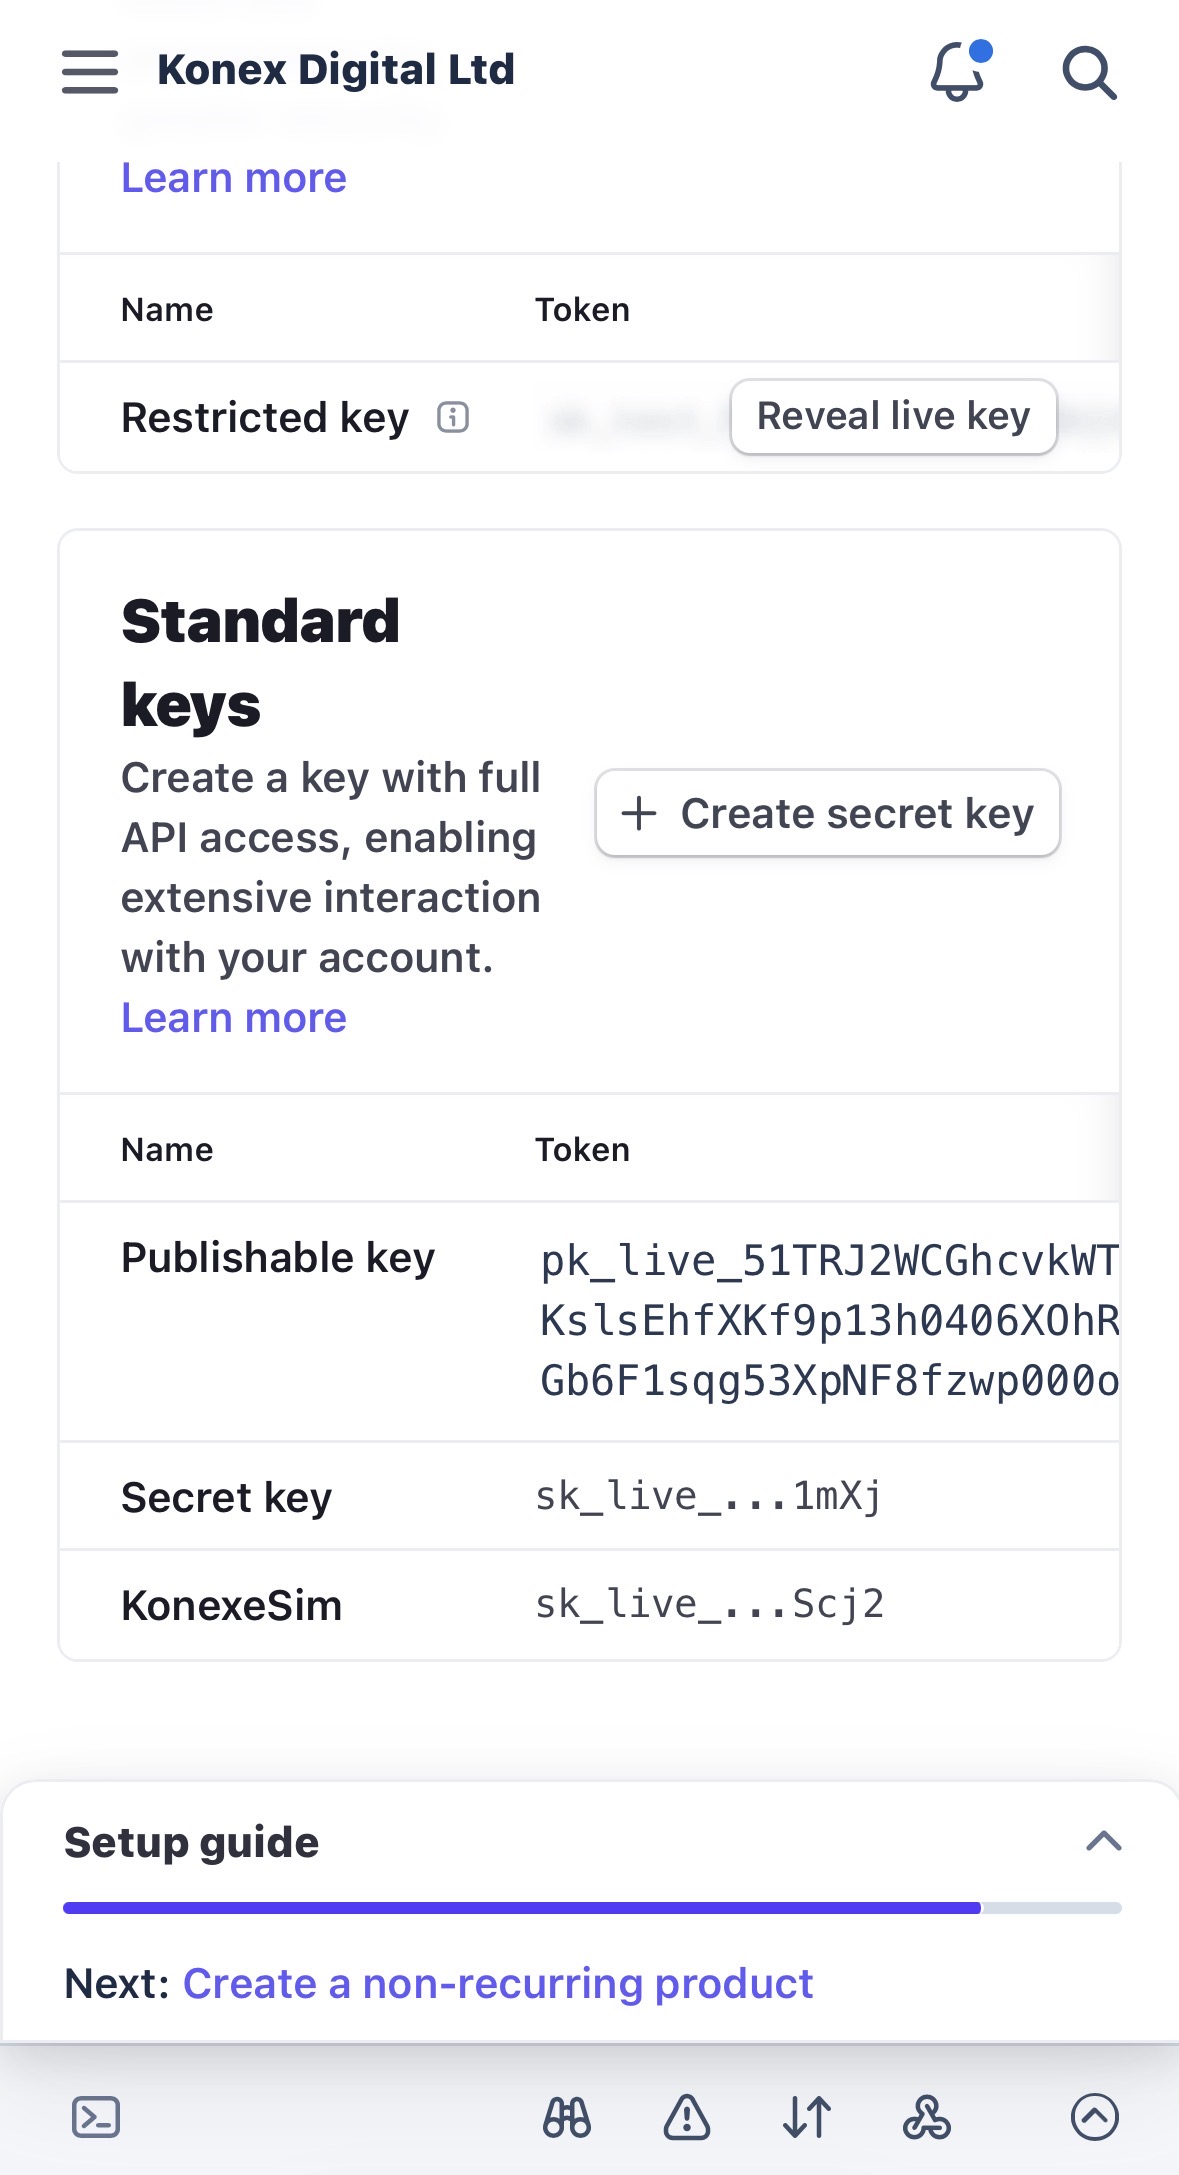 Konex Digital Ltd
Learn more
Name Token
Restricted key Reveal live key
Standard
keys
Create a key with full
API access, enabling
extensive interaction
with your account.
Learn more
+ Create secret key
Name Token
Publishable key pk_live_51TRJ2WCGhcvkWT
KslsEhfXKf9p13h0406XOhR
Gb6F1sqg53XpNF8fzwp000o
Secret key sk_live_...1mXj
KonexeSim sk_live_...Scj2
Setup guide
Next: Create a non-recurring product